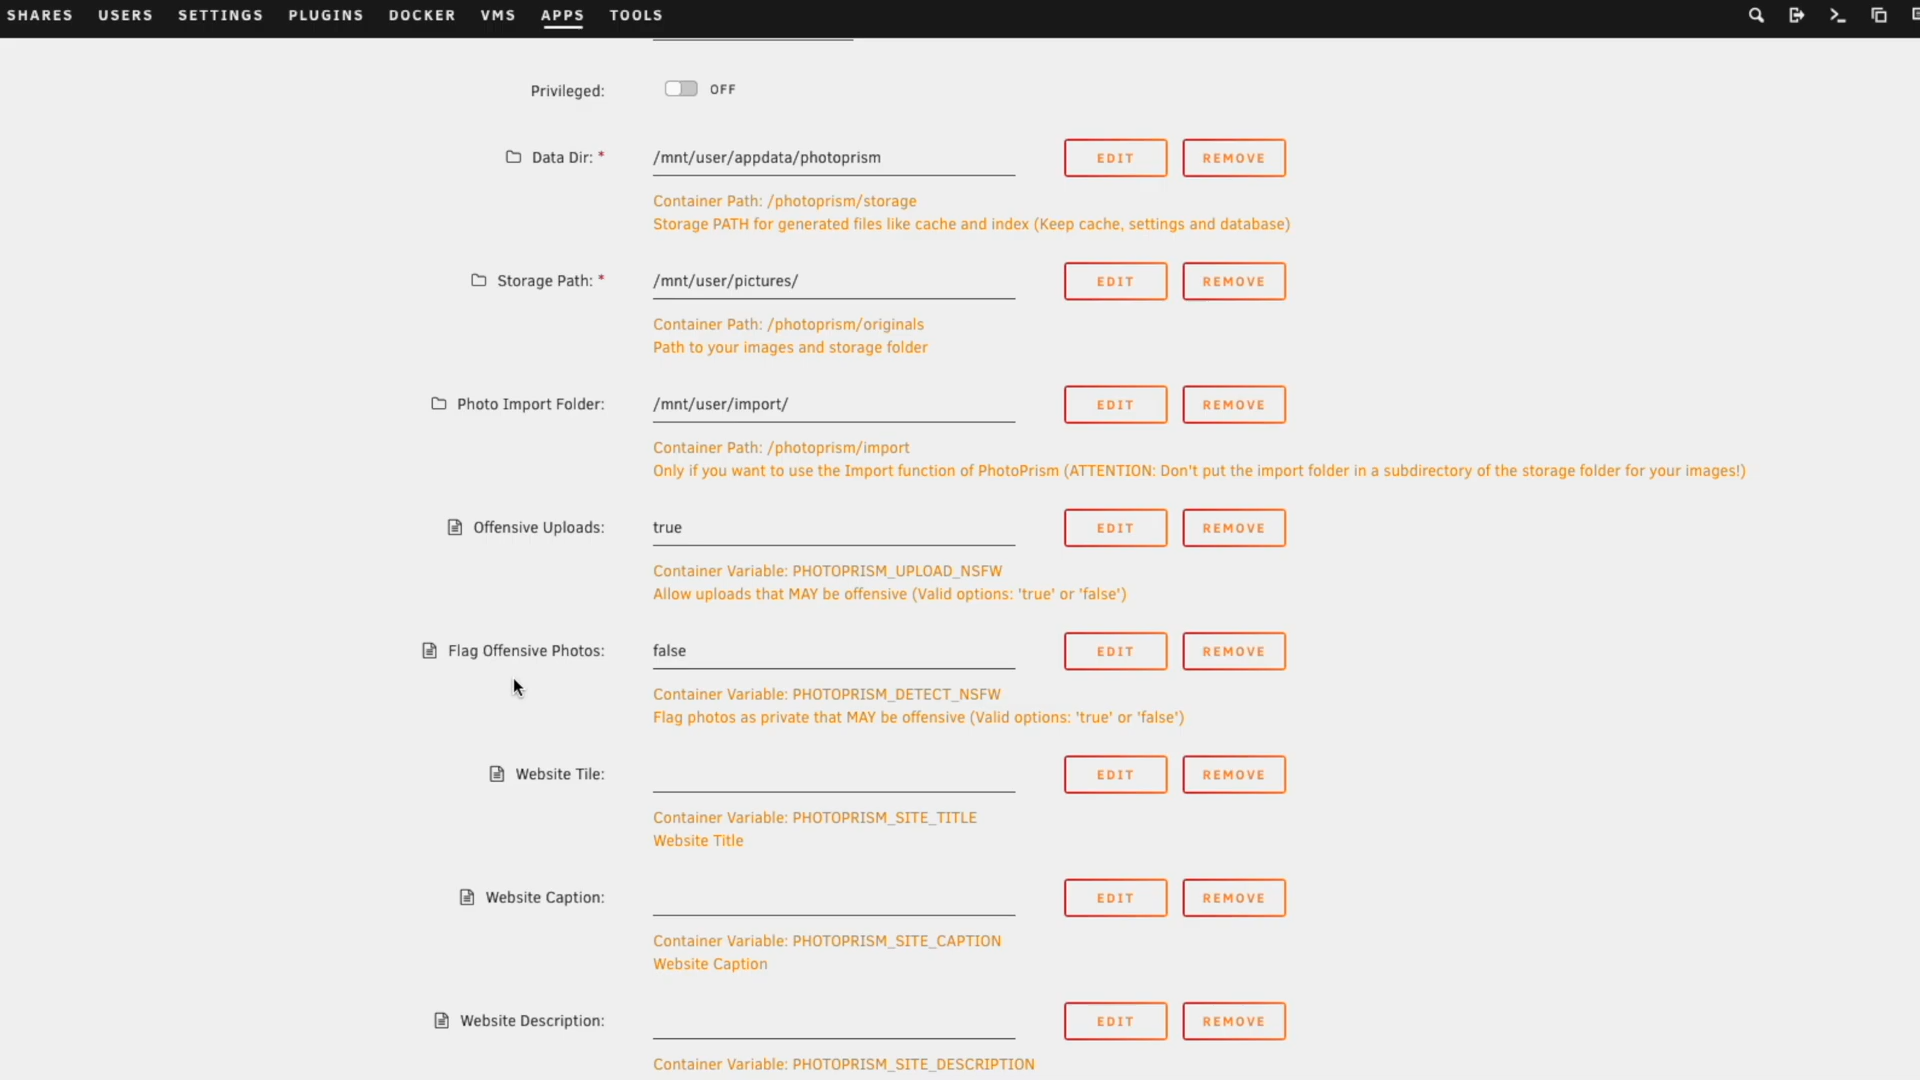 SHARES USERS SETTINGS PLUGINS DOCKER VMS APPS TOOLS
Privileged: OFF
Data Dir: * /mnt/user/appdata/photoprism EDIT REMOVE
Container Path: /photoprism/storage
Storage PATH for generated files like cache and index (Keep cache, settings and database)
Storage Path: * /mnt/user/pictures/ EDIT REMOVE
Container Path: /photoprism/originals
Path to your images and storage folder
Photo Import Folder: /mnt/user/import/ EDIT REMOVE
Container Path: /photoprism/import
Only if you want to use the Import function of PhotoPrism (ATTENTION: Don't put the import folder in a subdirectory of the storage folder for your images!)
Offensive Uploads: true EDIT REMOVE
Container Variable: PHOTOPRISM_UPLOAD_NSFW
Allow uploads that MAY be offensive (Valid options: 'true' or 'false')
Flag Offensive Photos: false EDIT REMOVE
Container Variable: PHOTOPRISM_DETECT_NSFW
Flag photos as private that MAY be offensive (Valid options: 'true' or 'false')
Website Tile: EDIT REMOVE
Container Variable: PHOTOPRISM_SITE_TITLE
Website Title
Website Caption: EDIT REMOVE
Container Variable: PHOTOPRISM_SITE_CAPTION
Website Caption
Website Description: EDIT REMOVE
Container Variable: PHOTOPRISM_SITE_DESCRIPTION